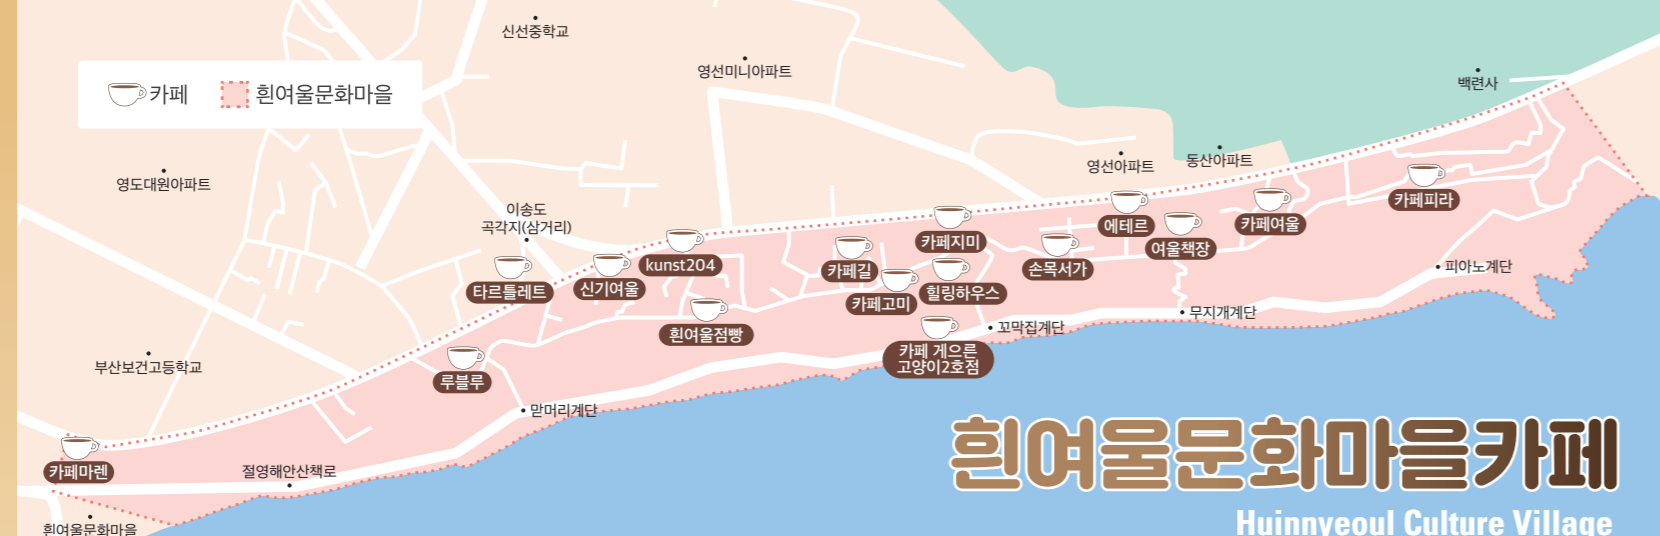 신선중학교
영선미니아파트
백련사
카페
흰여울문화마을
영선아파트
동산아파트
영도대원아파트
카페피라
이송도
곡각지(삼거리)
에테르
카페여울
카페지미
여울책장
kunst204
카페길
손목서가
피아노계단
타르틀레트
신기여울
카페고미
힐링하우스
무지개계단
흰여울점빵
꼬막집계단
카페 게으른
고양이2호점
부산보건고등학교
루블루
맏머리계단
흰여울문화마을카페
카페마렌
절영해안산책로
흰여울문화마을
Huinnyeoul Culture Village